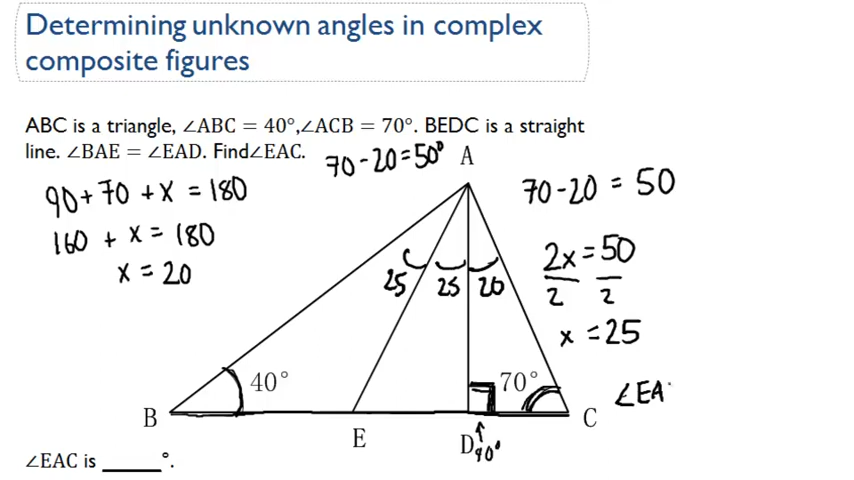 Determining unknown angles in complex
composite figures
ABC is a triangle, ∠ABC = 40°,∠ACB = 70°. BEDC is a straight
line. ∠BAE = ∠EAD. Find∠EAC.
70-20=50°
A
90+70+x=180
160+x=180
x=20
70-20=50
2x=50
2 2
x=25
25 25 20
40°
70°
∠EA
B
E
D
90°
C
∠EAC is _____°.